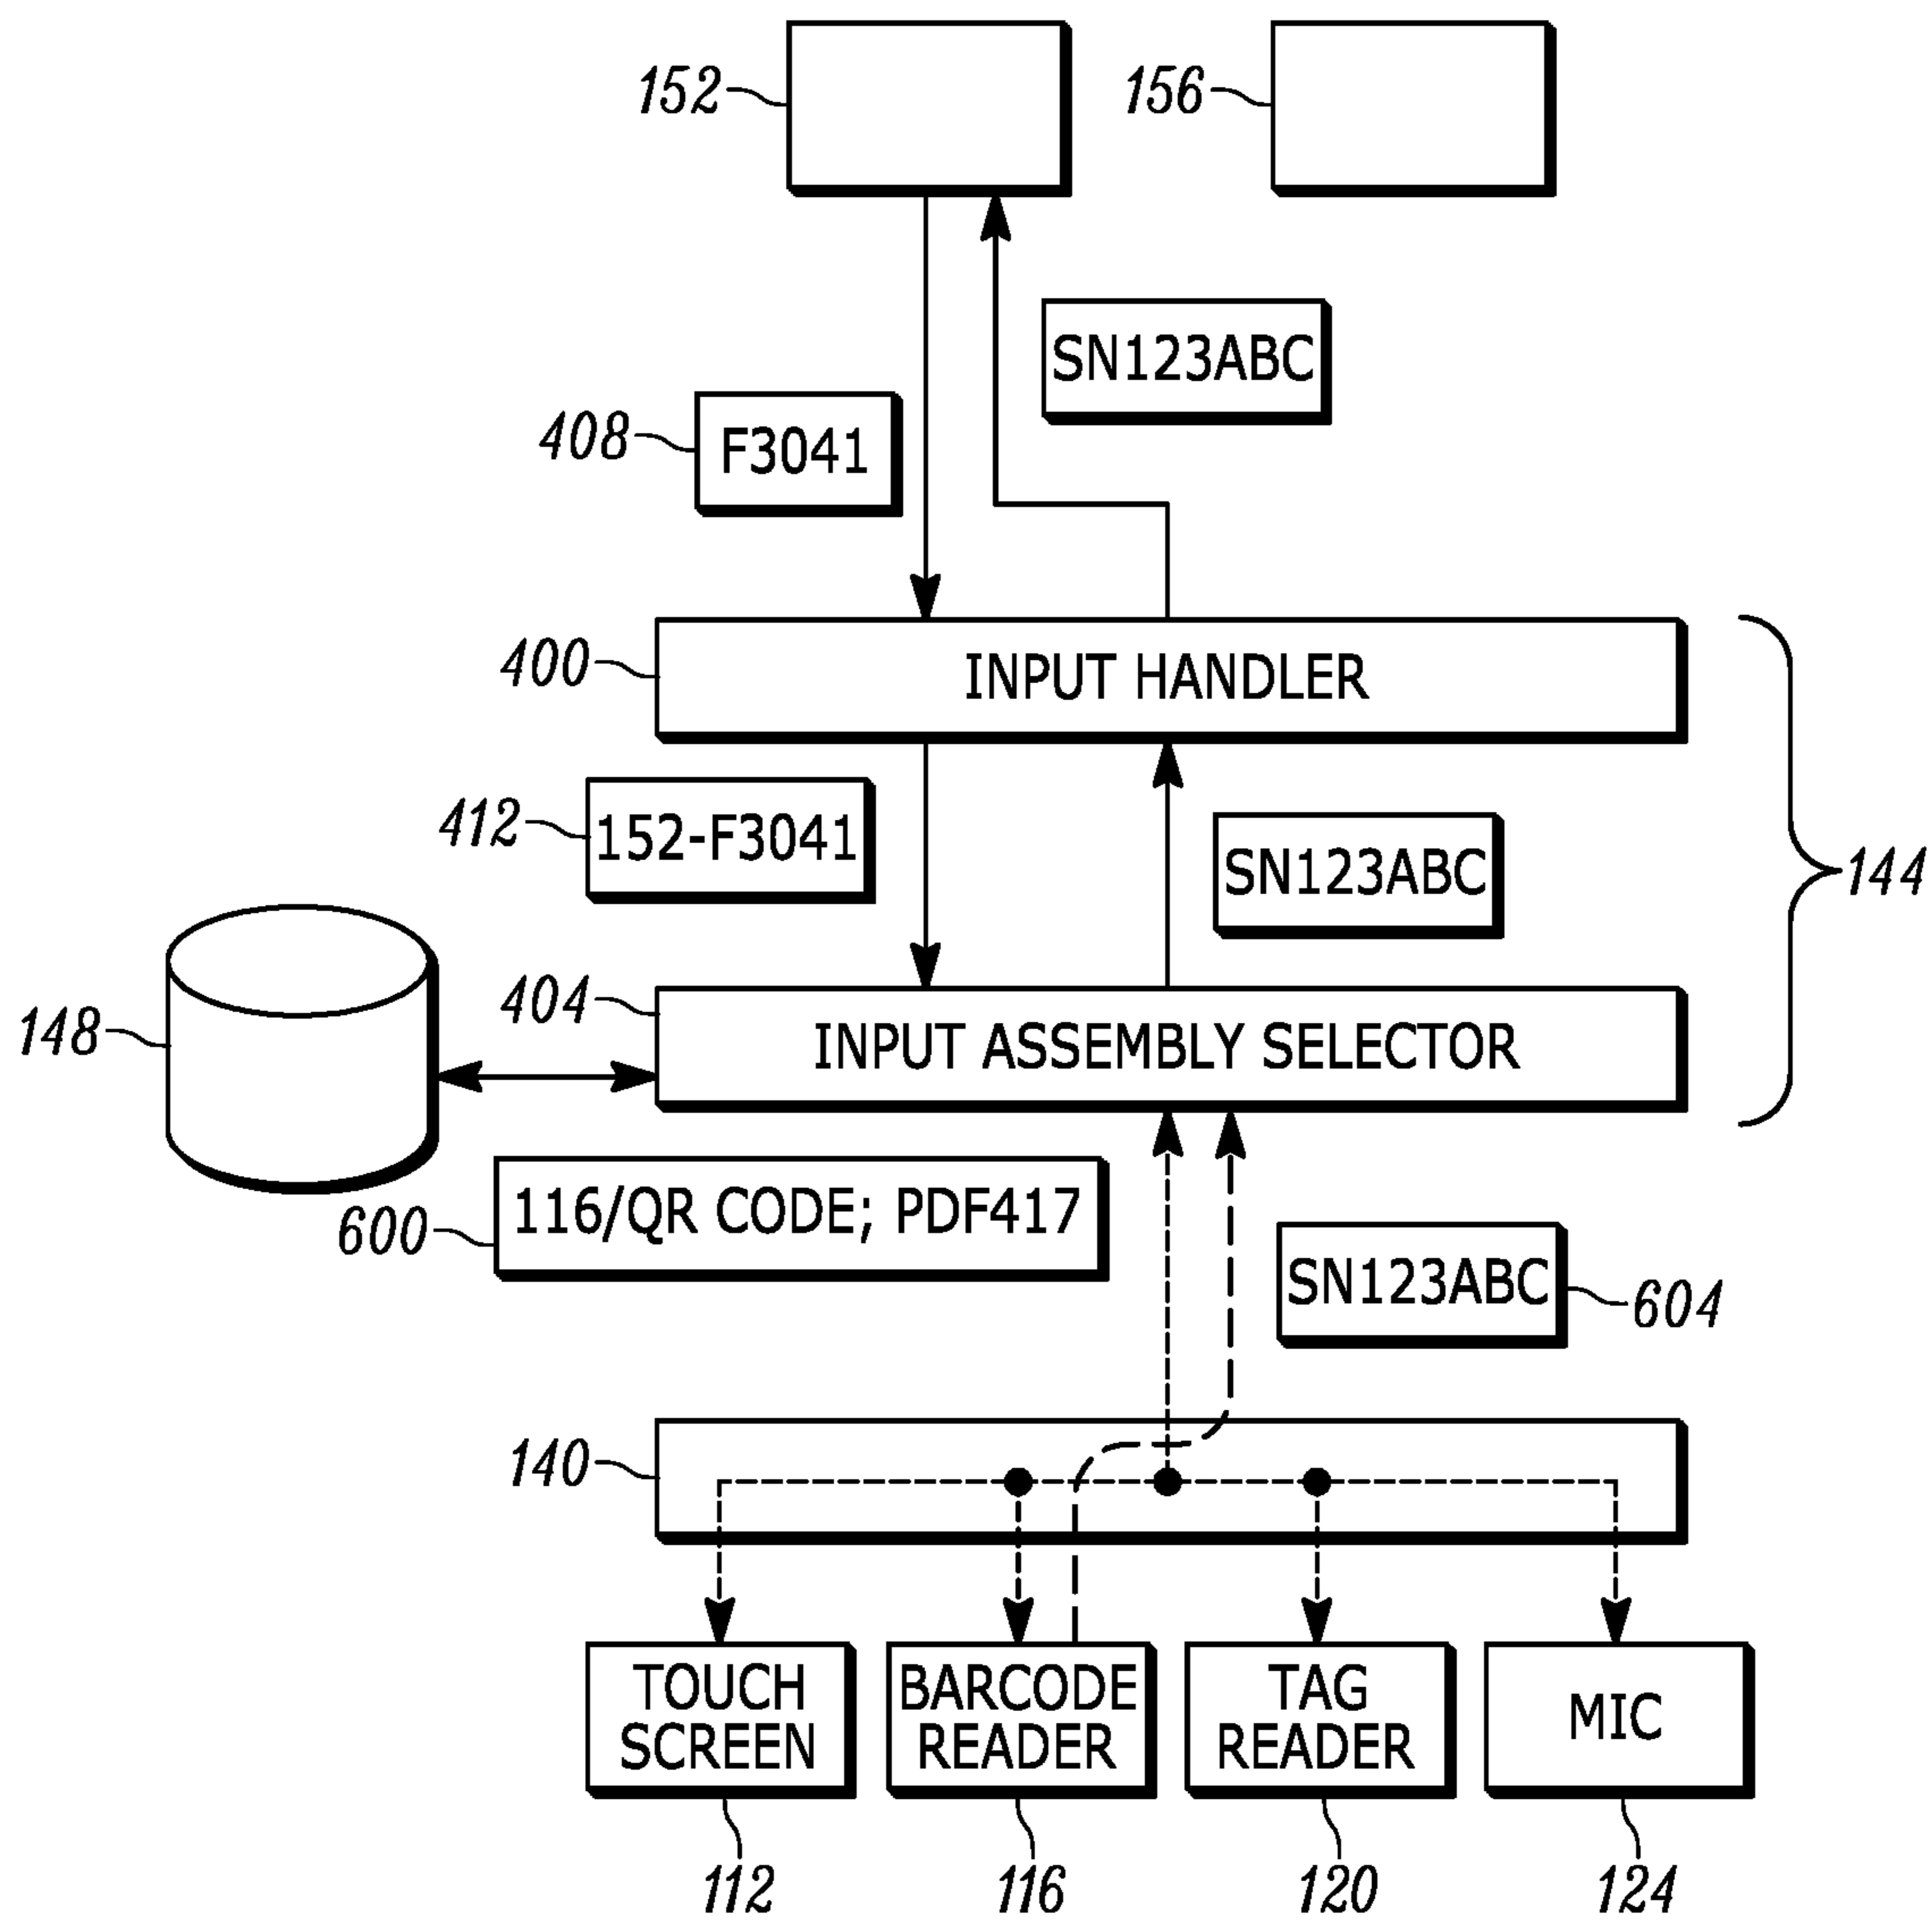 152
156
SN123ABC
408
F3041
400
INPUT HANDLER
412
152-F3041
SN123ABC
144
404
148
INPUT ASSEMBLY SELECTOR
116/QR CODE; PDF417
600
SN123ABC
604
140
TOUCH
SCREEN
BARCODE
READER
TAG
READER
MIC
112
116
120
124